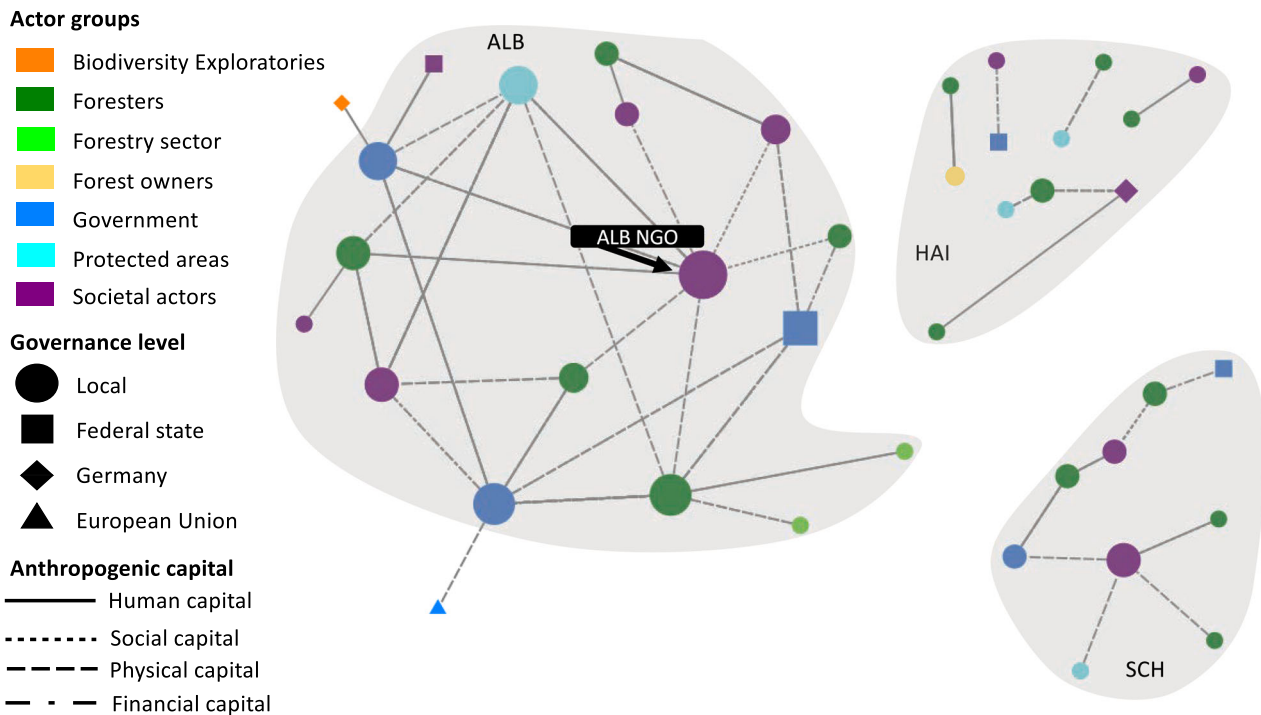 Actor groups
Biodiversity Exploratories
Foresters
Forestry sector
Forest owners
Government
Protected areas
Societal actors
Governance level
Local
Federal state
Germany
European Union
Anthropogenic capital
Human capital
Social capital
Physical capital
Financial capital
ALB
ALB NGO
HAI
SCH